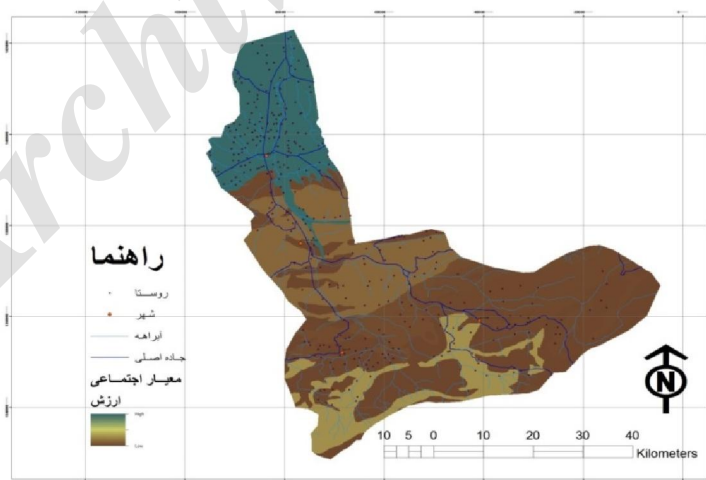 Archiv
راهنما
روستا
شهر
آبراهه
جاده اصلی
معیار اجتماعی
ارزش
High
Low
N
10 5 0 10 20 30 40
Kilometers